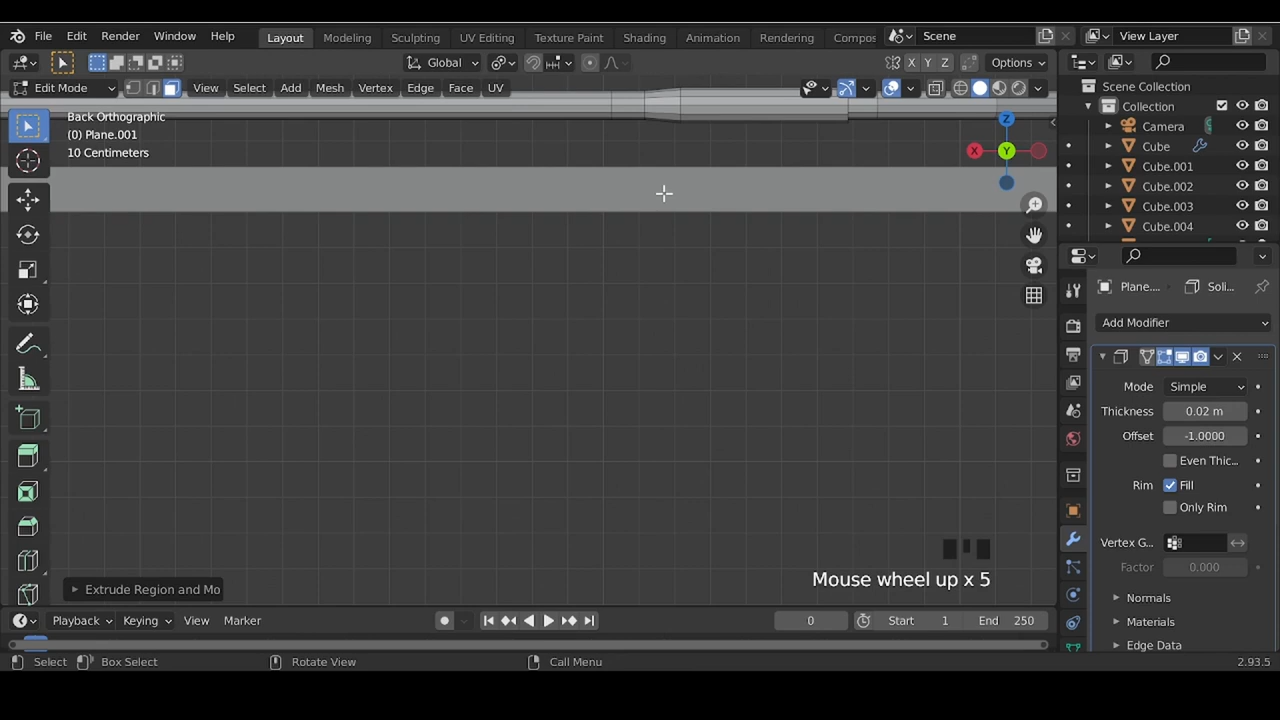 File Edit Render Window Help Layout Modeling Sculpting UV Editing Texture Paint Shading Animation Rendering Compos Scene View Layer
Global X Y Z Options
Edit Mode View Select Add Mesh Vertex Edge Face UV
Back Orthographic
(0) Plane.001
10 Centimeters
Z
X Y
Scene Collection
Collection
Camera
Cube
Cube.001
Cube.002
Cube.003
Cube.004
Plane.... Soli...
Add Modifier
Mode Simple
Thickness 0.02 m
Offset -1.0000
Even Thic...
Rim Fill
Only Rim
Vertex G...
Factor 0.000
Normals
Materials
Edge Data
Mouse wheel up x 5
Extrude Region and Mo
Playback Keying View Marker 0 Start 1 End 250
Select Box Select Rotate View Call Menu 2.93.5